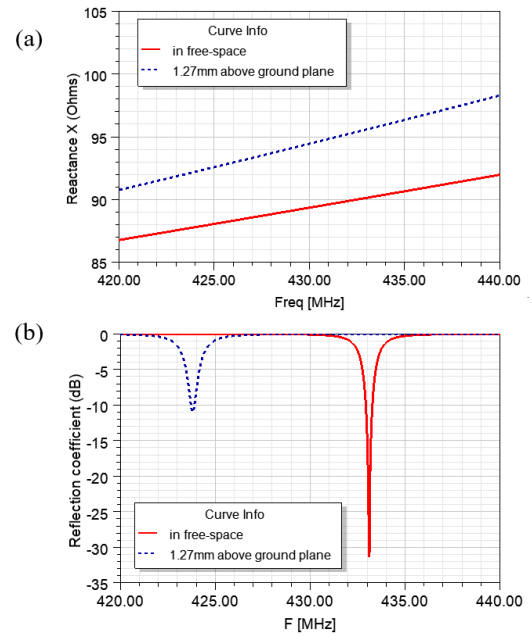 (a)
105
100
95
90
85
Reactance X (Ohms)
Curve Info
in free-space
1.27mm above ground plane
420.00 425.00 430.00 435.00 440.00
Freq [MHz]
(b)
0
-5
-10
-15
-20
-25
-30
-35
Reflection coefficient (dB)
Curve Info
in free-space
1.27mm above ground plane
420.00 425.00 430.00 435.00 440.00
F [MHz]